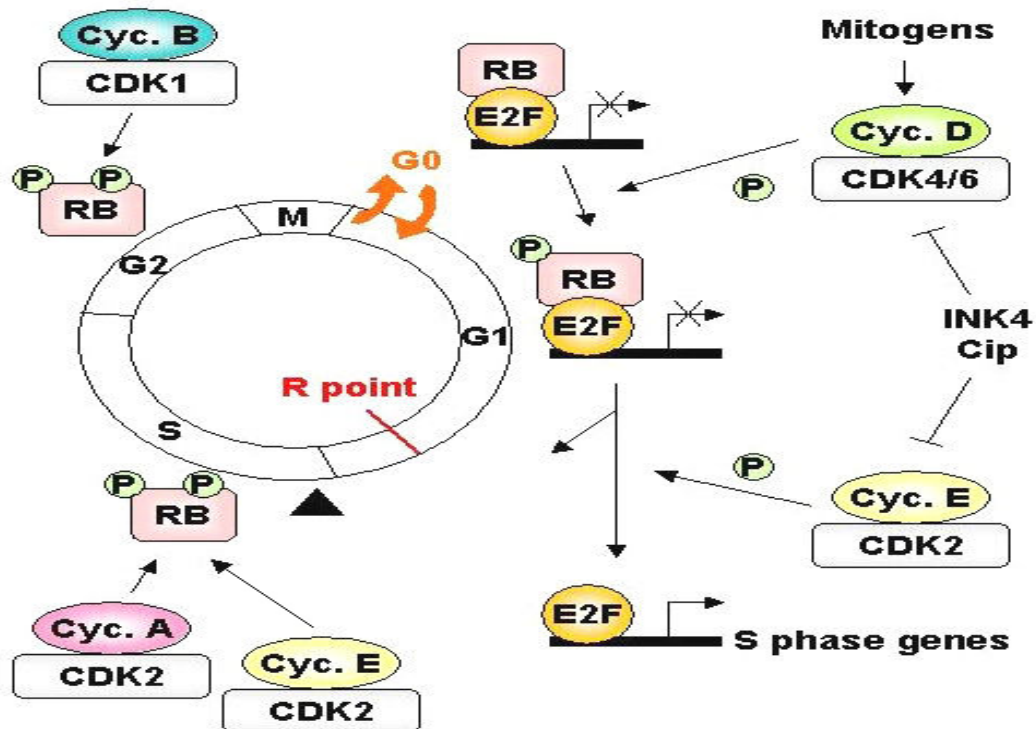 Cyc. B
CDK1
P P
RB
G0
M
G2
G1
S
R point
P P
RB
Cyc. A
CDK2
Cyc. E
CDK2
RB
E2F
P
RB
E2F
E2F
S phase genes
Mitogens
Cyc. D
CDK4/6
P
INK4
Cip
P
Cyc. E
CDK2